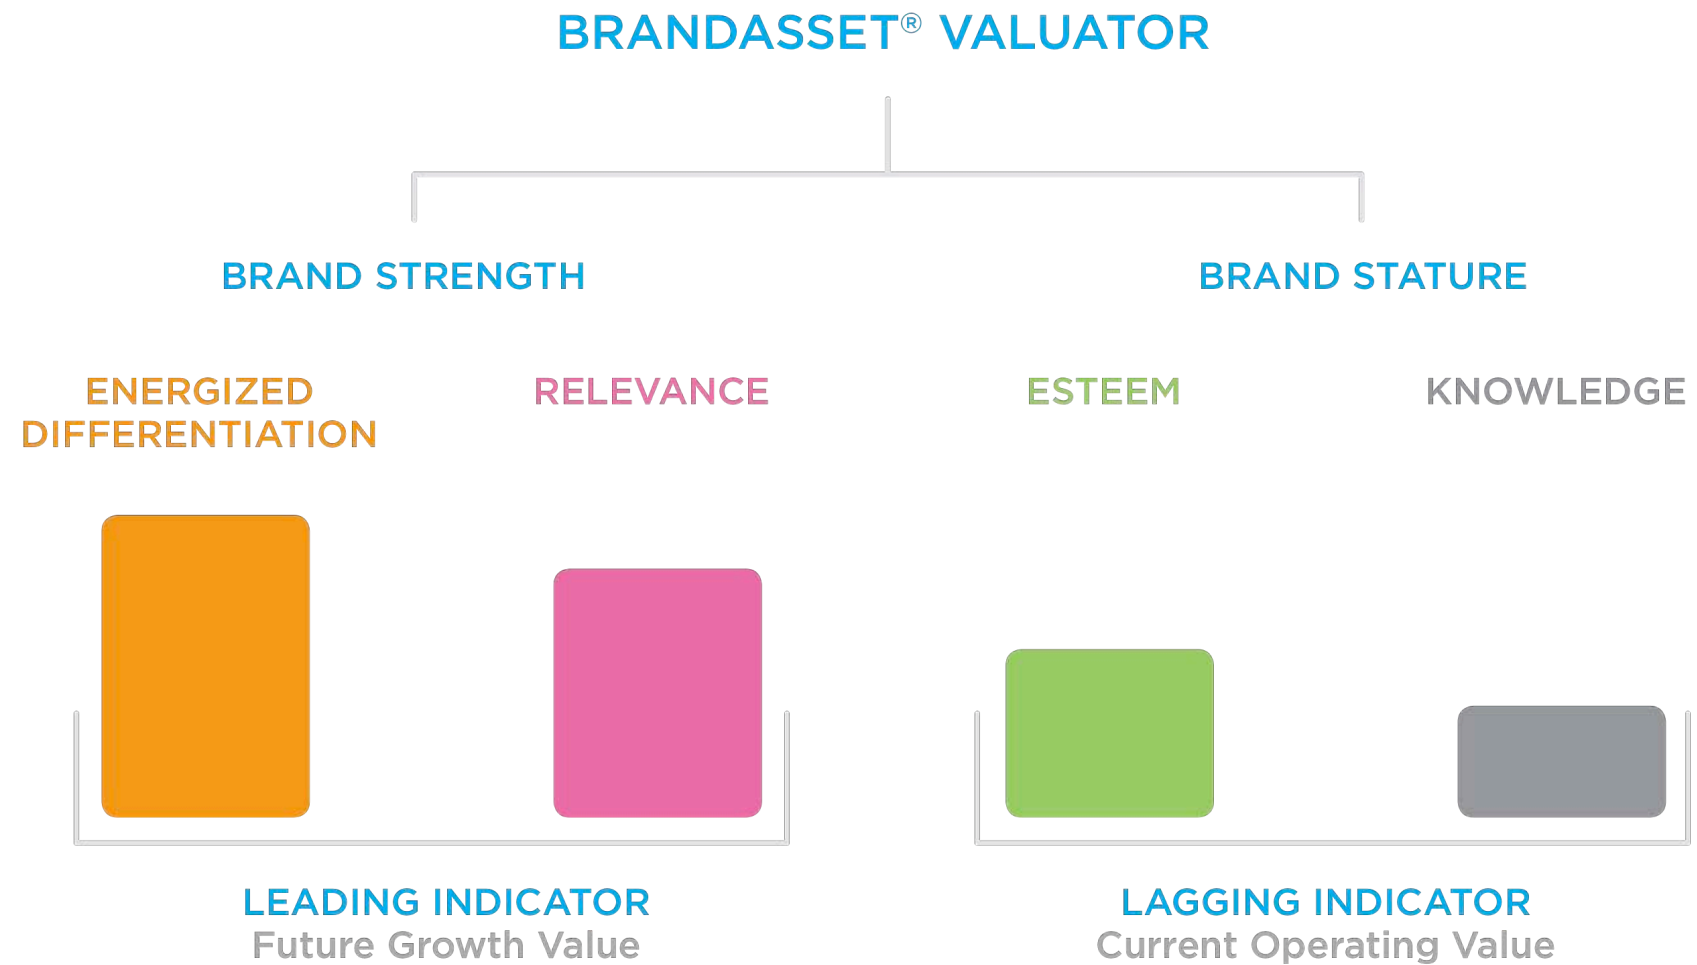 BRANDASSET® VALUATOR
BRAND STRENGTH
BRAND STATURE
ENERGIZED
DIFFERENTIATION
RELEVANCE
ESTEEM
KNOWLEDGE
LEADING INDICATOR
Future Growth Value
LAGGING INDICATOR
Current Operating Value